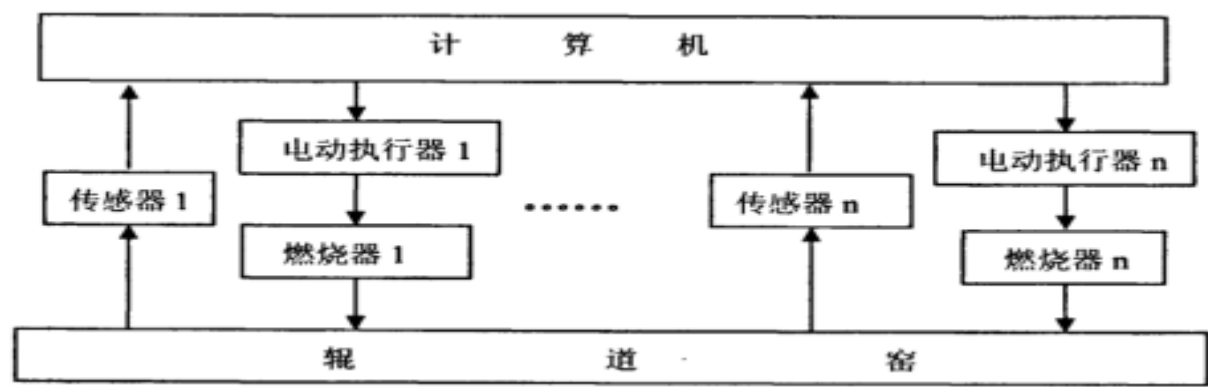 计 算 机
电动执行器 1
电动执行器 n
传感器 1
……
传感器 n
燃烧器 1
燃烧器 n
辊 道 窑